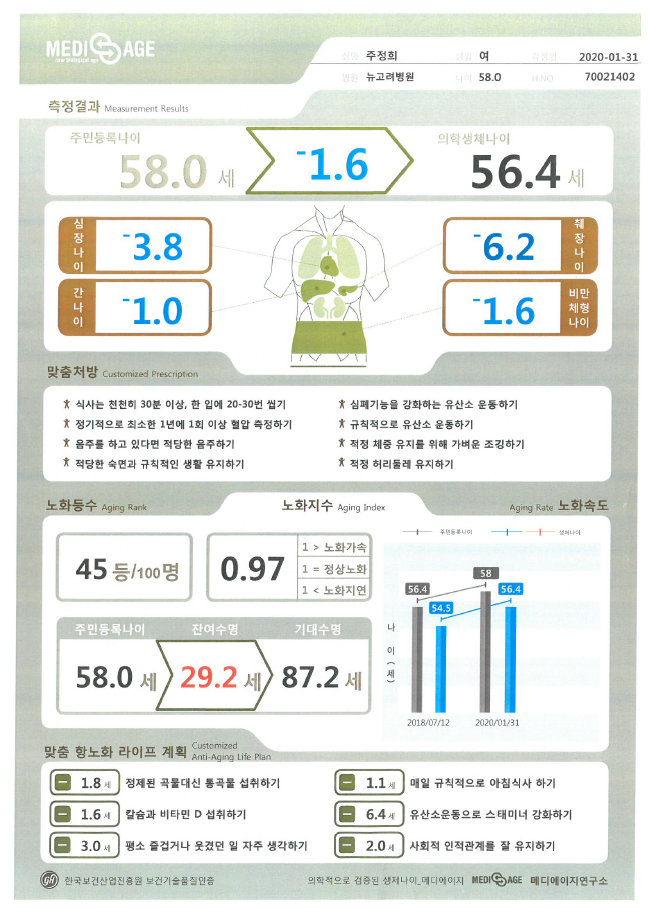 MEDI AGE
new biological age
성명 주정희 성별 여 측정일 2020-01-31
병원 뉴고려병원 나이 58.0 H.NO 70021402
측정결과 Measurement Results
주민등록나이 의학생체나이
58.0 세 -1.6 56.4 세
심장나이 -3.8 -6.2 췌장나이
간나이 -1.0 -1.6 비만체형나이
맞춤처방 Customized Prescription
식사는 천천히 30분 이상, 한 입에 20-30번 씹기
정기적으로 최소한 1년에 1회 이상 혈압 측정하기
음주를 하고 있다면 적당한 음주하기
적당한 숙면과 규칙적인 생활 유지하기
심폐기능을 강화하는 유산소 운동하기
규칙적으로 유산소 운동하기
적정 체중 유지를 위해 가벼운 조깅하기
적정 허리둘레 유지하기
노화등수 Aging Rank
노화지수 Aging Index
Aging Rate 노화속도
45 등/100명
0.97
1 > 노화가속
1 = 정상노화
1 < 노화지연
주민등록나이 잔여수명 기대수명
58.0 세 29.2 세 87.2 세
주민등록나이 생체나이
나이(세)
56.4 54.5 58 56.4
2018/07/12 2020/01/31
맞춤 항노화 라이프 계획 Customized
Anti-Aging Life Plan
- 1.8 세 정제된 곡물대신 통곡물 섭취하기
- 1.6 세 칼슘과 비타민 D 섭취하기
- 3.0 세 평소 즐겁거나 웃겼던 일 자주 생각하기
- 1.1 세 매일 규칙적으로 아침식사 하기
- 6.4 세 유산소운동으로 스태미너 강화하기
- 2.0 세 사회적 인적관계를 잘 유지하기
GH 한국보건산업진흥원 보건기술품질인증
의학적으로 검증된 생체나이_메디에이지 MEDI AGE 메디에이지연구소